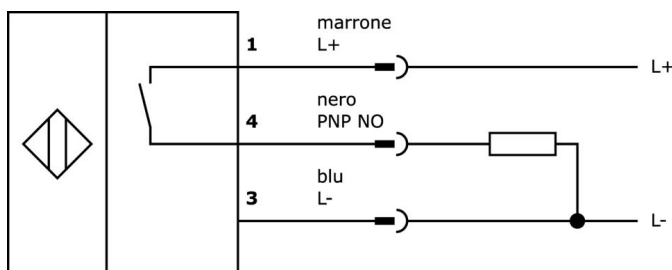 marrone
1 L+ L+
nero
4 PNP NO
blu
3 L- L-